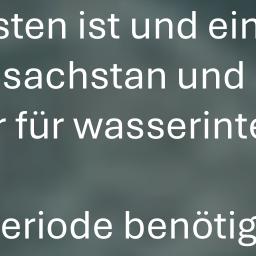 sten ist und ein
sachstan und
r für wasserinte
eriode benötig